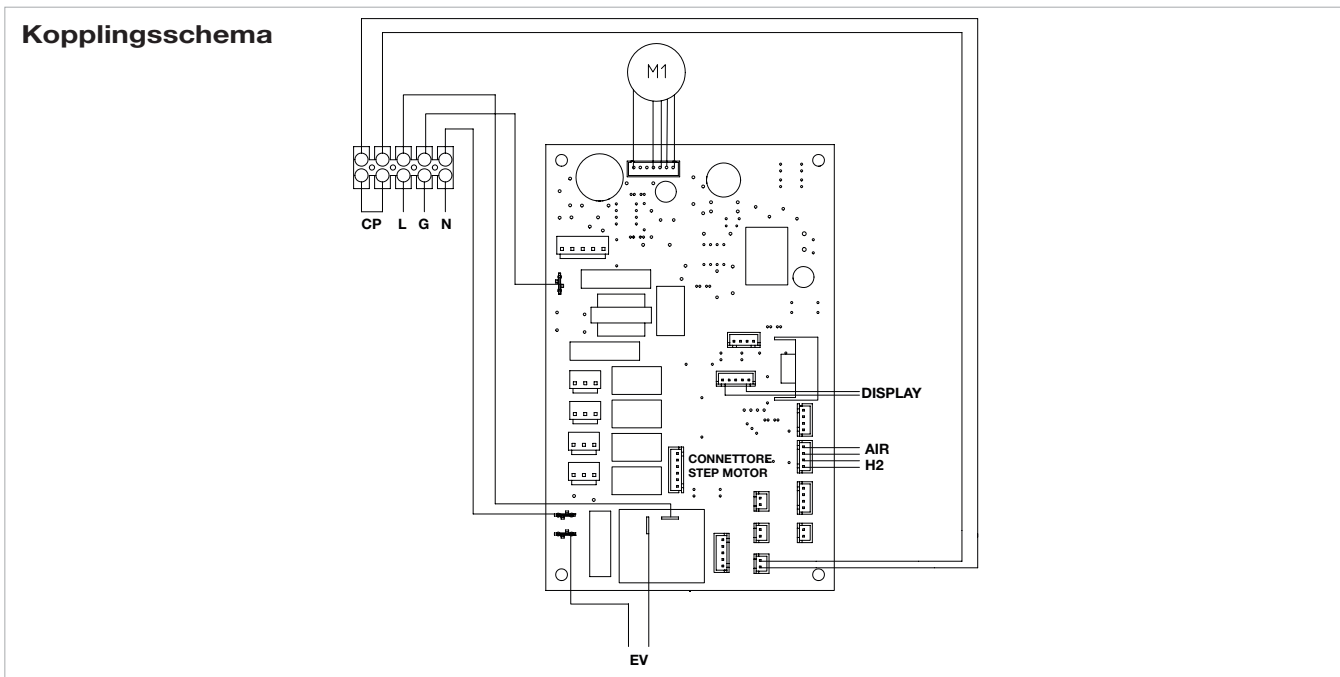 Kopplingsschema
M1
CP L G N
DISPLAY
AIR
H2
CONNETTORE
STEP MOTOR
EV